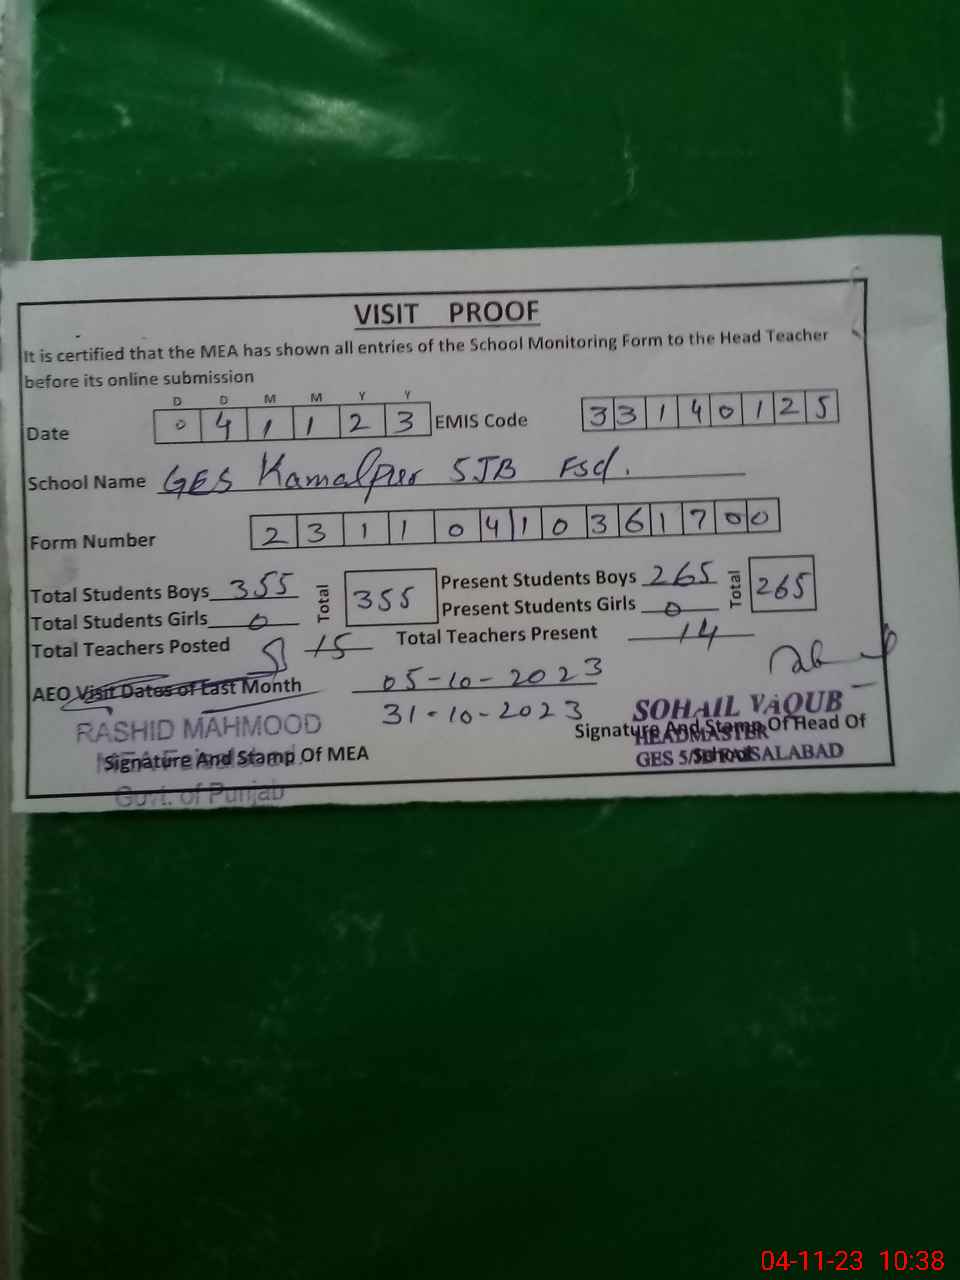 VISIT PROOF
It is certified that the MEA has shown all entries of the School Monitoring Form to the Head Teacher
before its online submission
D D M M Y Y
Date 0 4 1 1 2 3 EMIS Code 3 3 1 4 0 1 2 5
School Name GES Kamalpur 5JB Fsd.
Form Number 2 3 1 1 0 4 1 0 3 6 1 7 0 0
Total Students Boys 355 Total 355 Present Students Boys 265 Total 265
Total Students Girls 0 Present Students Girls 0
Total Teachers Posted 15 Total Teachers Present 14
AEO Visit Dates of Last Month 05-10-2023
31-10-2023
RASHID MAHMOOD
Signature And Stamp Of MEA
Govt. of Punjab
SOHAIL YAQUB
Signature And Stamp Of Head Of
HEADMASTER
School
GES 5/JB FAISALABAD
04-11-23 10:38